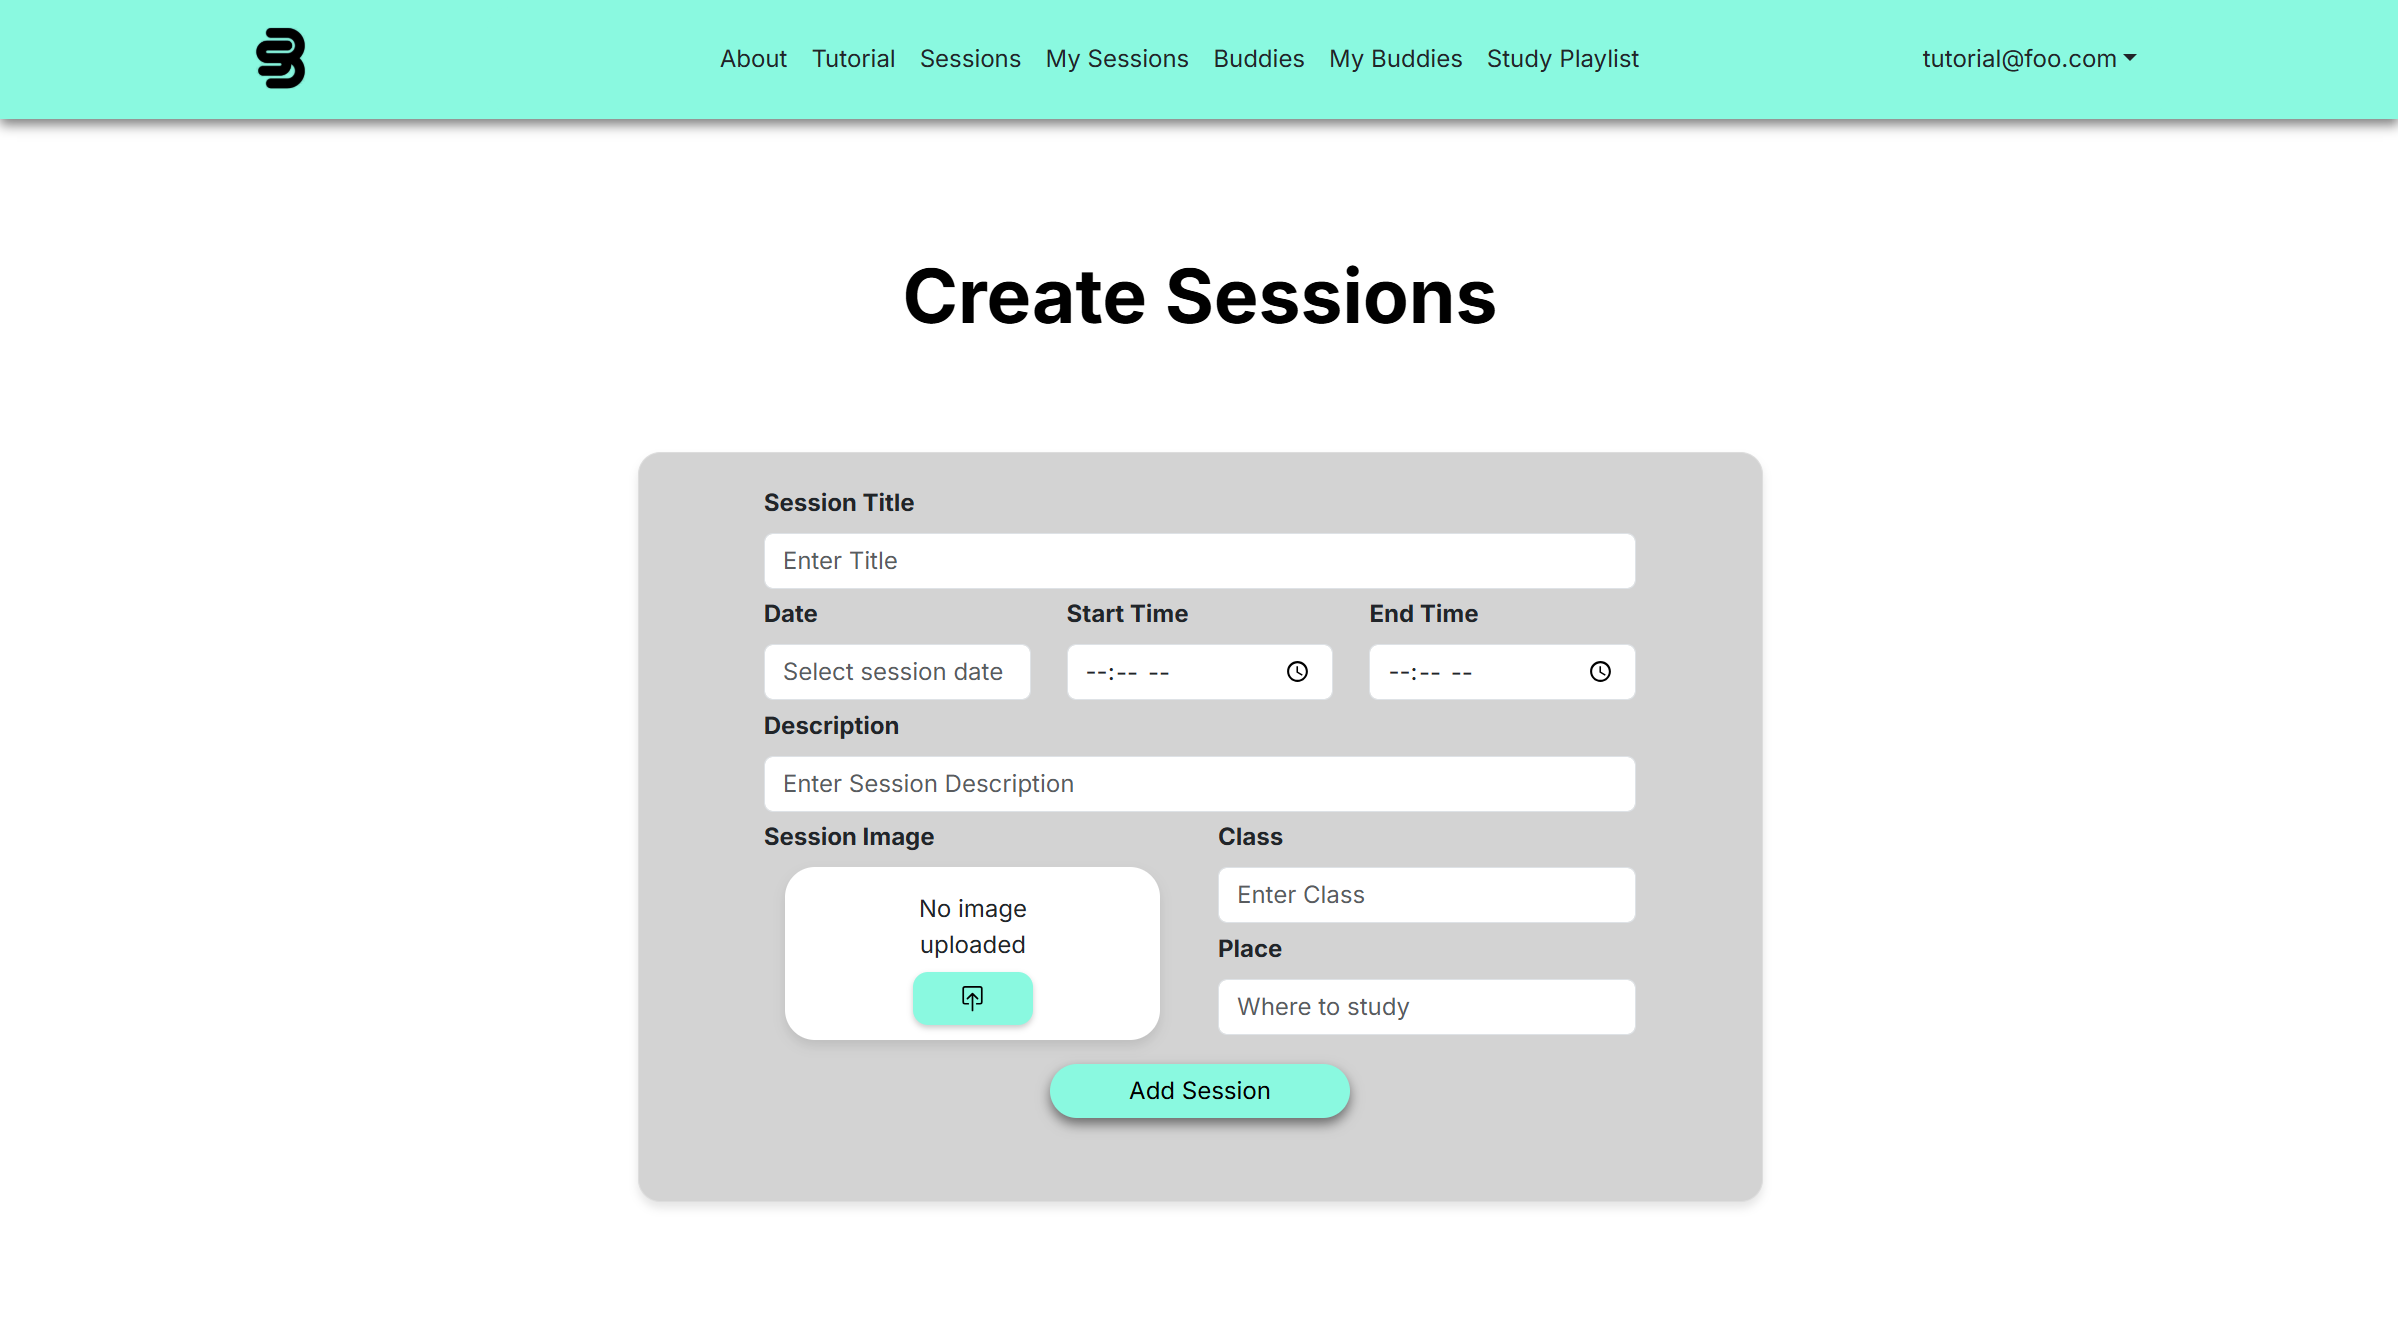 About Tutorial Sessions My Sessions Buddies My Buddies Study Playlist tutorial@foo.com
Create Sessions
Session Title
Enter Title
Date Start Time End Time
Select session date --:-- -- --:-- --
Description
Enter Session Description
Session Image Class
Enter Class
No image
uploaded
Place
Where to study
Add Session